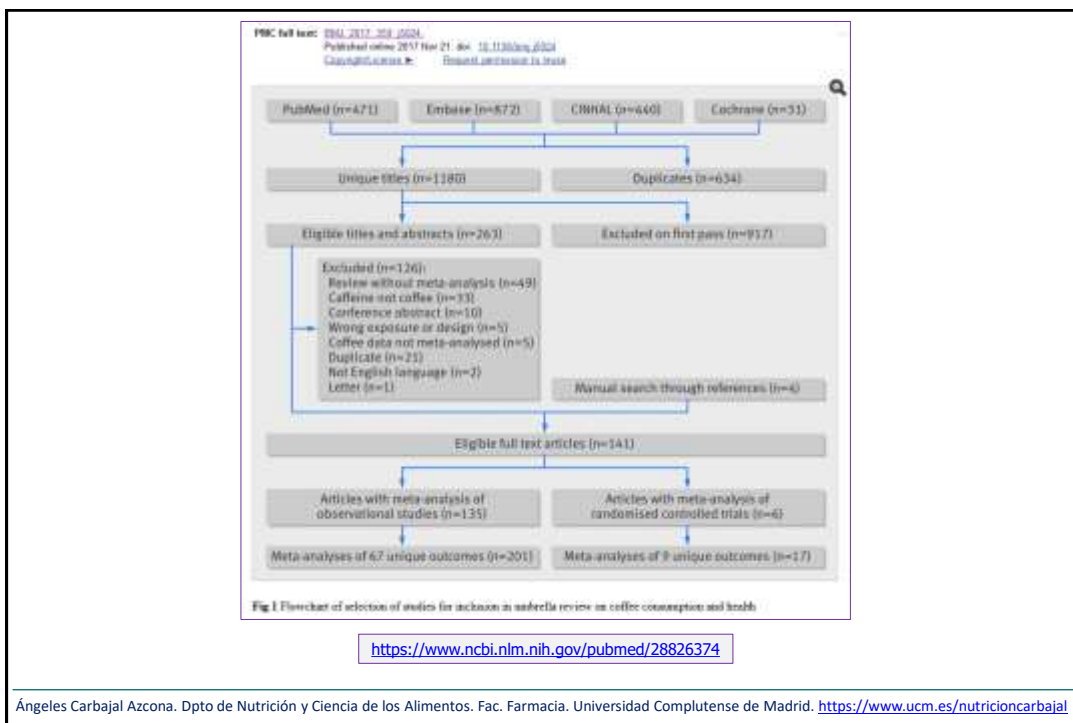 PMC full text: BMJ. 2017; 359: j5024.
Published online 2017 Nov 21. doi: 10.1136/bmj.j5024
Copyright/License ► Request permission to reuse
PubMed (n=471) Embase (n=872) CINHAL (n=440) Cochrane (n=31)
Unique titles (n=1180) Duplicates (n=634)
Eligible titles and abstracts (n=263) Excluded on first pass (n=917)
Excluded (n=126):
Review without meta-analysis (n=49)
Caffeine not coffee (n=33)
Conference abstract (n=10)
Wrong exposure or design (n=5)
Coffee data not meta-analysed (n=5)
Duplicate (n=21)
Not English language (n=2)
Letter (n=1)
Manual search through references (n=4)
Eligible full text articles (n=141)
Articles with meta-analysis of
observational studies (n=135)
Articles with meta-analysis of
randomised controlled trials (n=6)
Meta-analyses of 67 unique outcomes (n=201) Meta-analyses of 9 unique outcomes (n=17)
Fig 1 Flowchart of selection of studies for inclusion in umbrella review on coffee consumption and health
https://www.ncbi.nlm.nih.gov/pubmed/28826374
Ángeles Carbajal Azcona. Dpto de Nutrición y Ciencia de los Alimentos. Fac. Farmacia. Universidad Complutense de Madrid. https://www.ucm.es/nutricioncarbajal